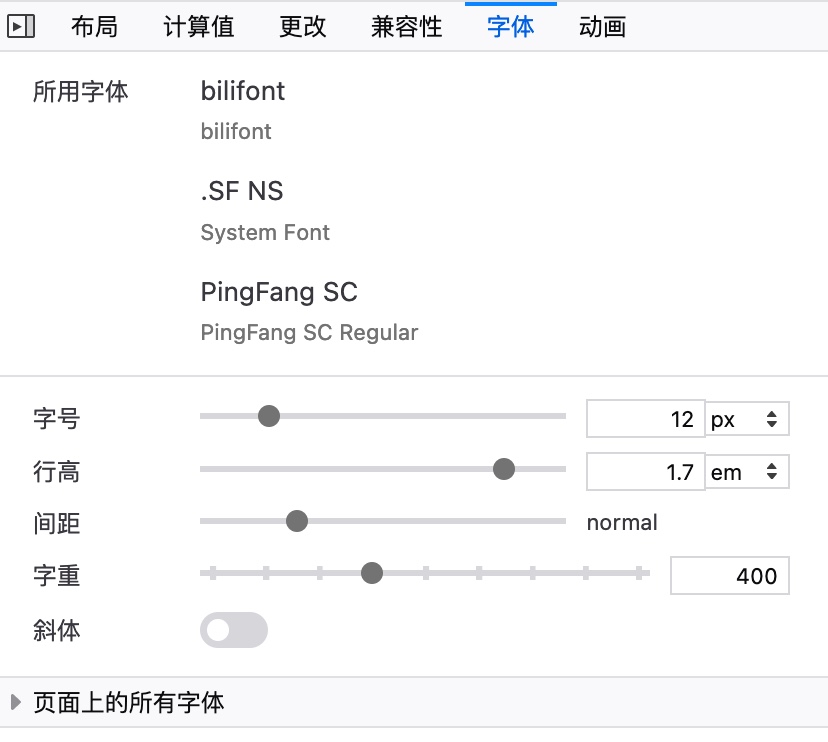 布局 计算值 更改 兼容性 字体 动画
所用字体 bilifont
bilifont
.SF NS
System Font
PingFang SC
PingFang SC Regular
字号 12 px
行高 1.7 em
间距 normal
字重 400
斜体
页面上的所有字体